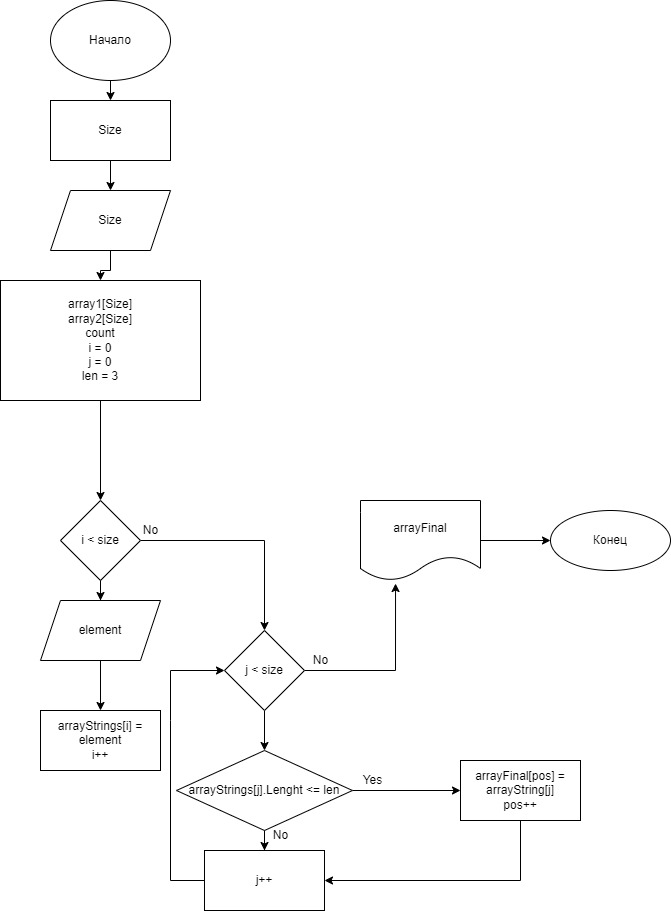 Начало
Size
Size
array1[Size]
array2[Size]
count
i = 0
j = 0
len = 3
i < size
No
element
arrayStrings[i] =
element
i++
j < size
No
arrayFinal
Конец
arrayStrings[j].Lenght <= len
Yes
No
arrayFinal[pos] =
arrayString[j]
pos++
j++